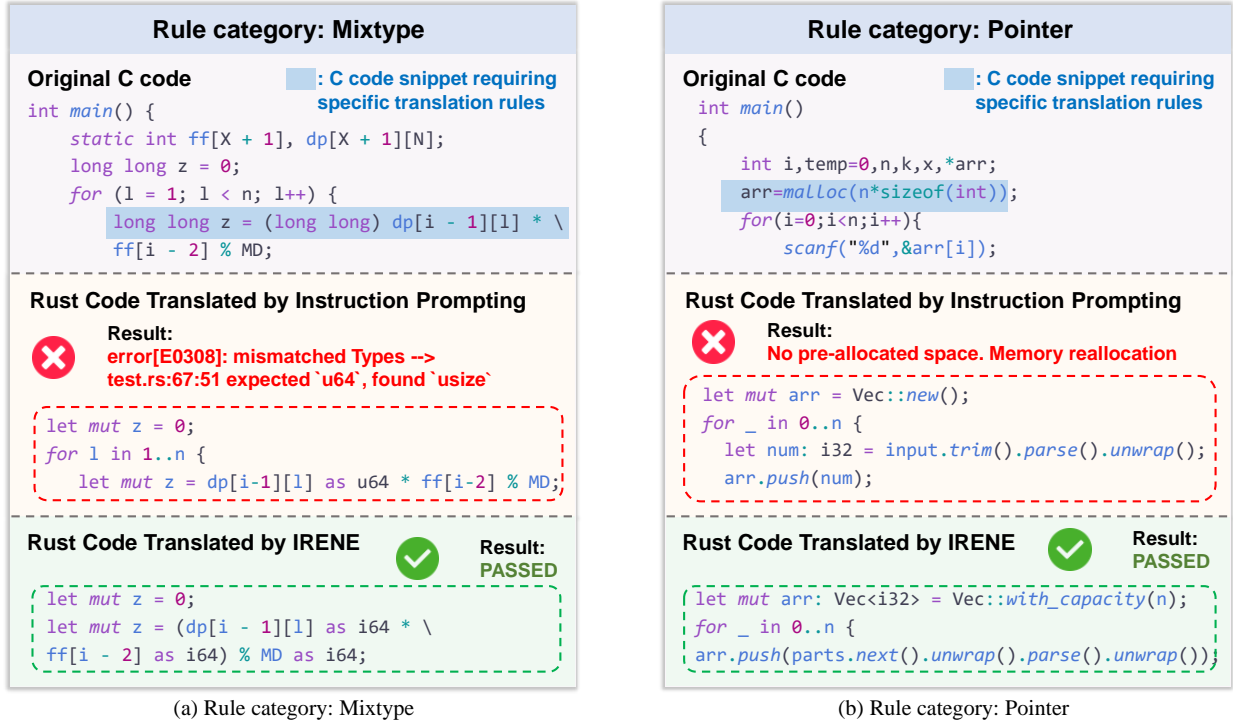 Rule category: Mixtype
Original C code
: C code snippet requiring
specific translation rules
int main() {
static int ff[X + 1], dp[X + 1][N];
long long z = 0;
for (l = 1; l < n; l++) {
long long z = (long long) dp[i - 1][l] * \
ff[i - 2] % MD;
Rust Code Translated by Instruction Prompting
Result:
error[E0308]: mismatched Types -->
test.rs:67:51 expected `u64`, found `usize`
let mut z = 0;
for l in 1..n {
let mut z = dp[i-1][l] as u64 * ff[i-2] % MD;
Rust Code Translated by IRENE
Result:
PASSED
let mut z = 0;
let mut z = (dp[i - 1][l] as i64 * \
ff[i - 2] as i64) % MD as i64;
(a) Rule category: Mixtype
Rule category: Pointer
Original C code
: C code snippet requiring
specific translation rules
int main()
{
int i,temp=0,n,k,x,*arr;
arr=malloc(n*sizeof(int));
for(i=0;i<n;i++){
scanf("%d",&arr[i]);
Rust Code Translated by Instruction Prompting
Result:
No pre-allocated space. Memory reallocation
let mut arr = Vec::new();
for _ in 0..n {
let num: i32 = input.trim().parse().unwrap();
arr.push(num);
Rust Code Translated by IRENE
Result:
PASSED
let mut arr: Vec<i32> = Vec::with_capacity(n);
for _ in 0..n {
arr.push(parts.next().unwrap().parse().unwrap());
(b) Rule category: Pointer